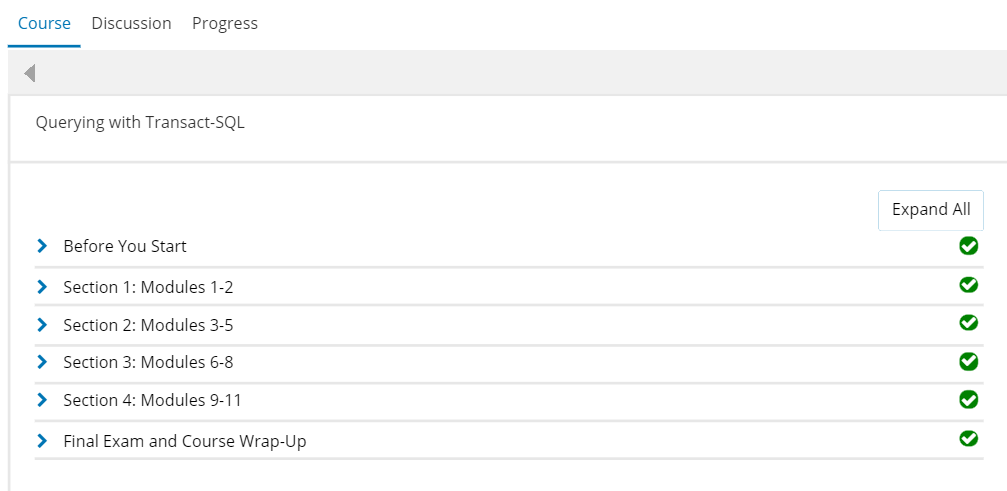 Course Discussion Progress
Querying with Transact-SQL
Expand All
Before You Start
Section 1: Modules 1-2
Section 2: Modules 3-5
Section 3: Modules 6-8
Section 4: Modules 9-11
Final Exam and Course Wrap-Up